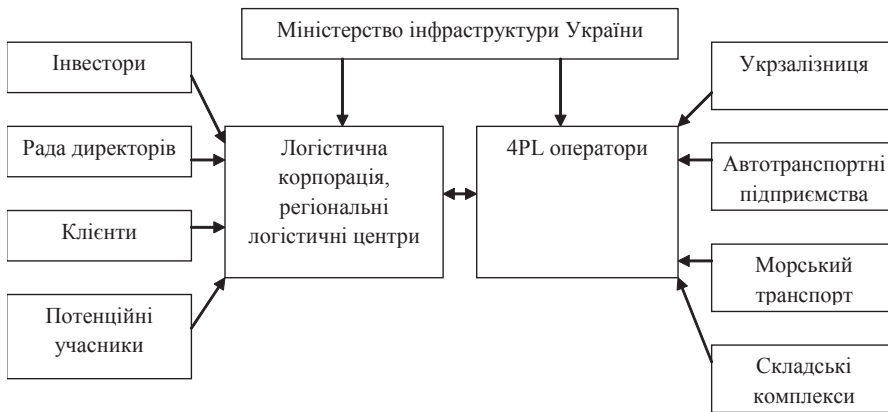 Міністерство інфраструктури України
Інвестори
Рада директорів
Клієнти
Потенційні
учасники
Логістична
корпорація,
регіональні
логістичні центри
4PL оператори
Укрзалізниця
Автотранспортні
підприємства
Морський
транспорт
Складські
комплекси